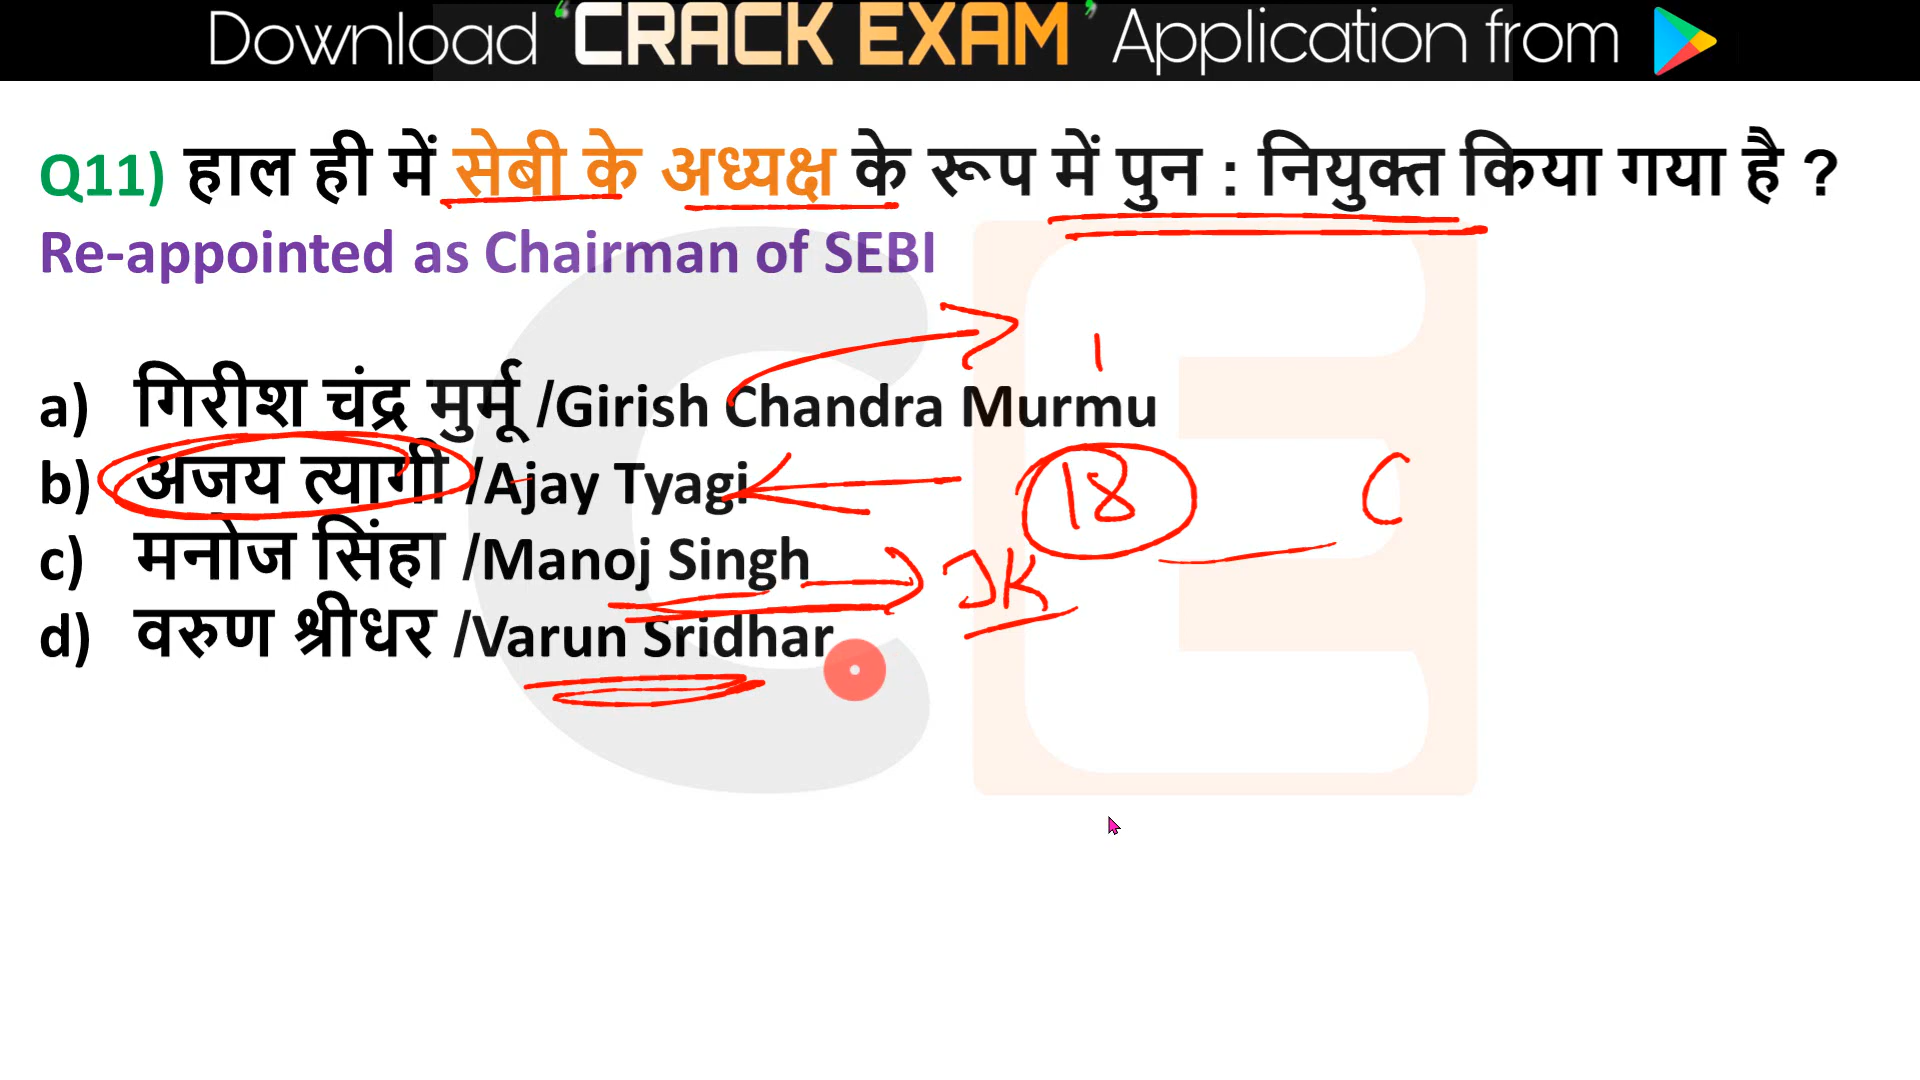 Download ‘CRACK EXAM’ Application from
Q11) हाल ही में सेबी के अध्यक्ष के रूप में पुन : नियुक्त किया गया है ?
Re-appointed as Chairman of SEBI
a) गिरीश चंद्र मुर्मू /Girish Chandra Murmu
b) अजय त्यागी /Ajay Tyagi
18
c) मनोज सिंहा /Manoj Singh
JK
d) वरुण श्रीधर /Varun Sridhar